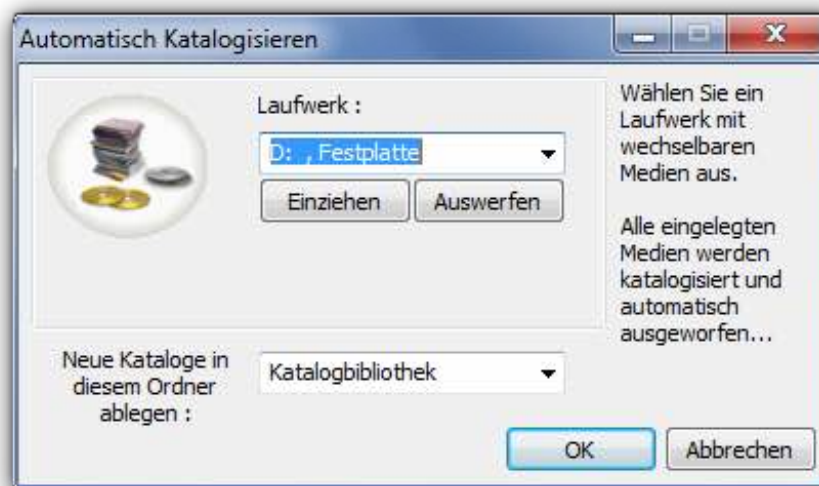 Automatisch Katalogisieren
Laufwerk :
D: , Festplatte
Einziehen
Auswerfen
Wählen Sie ein
Laufwerk mit
wechselbaren
Medien aus.
Alle eingelegten
Medien werden
katalogisiert und
automatisch
ausgeworfen...
Neue Kataloge in
diesem Ordner
ablegen :
Katalogbibliothek
OK
Abbrechen